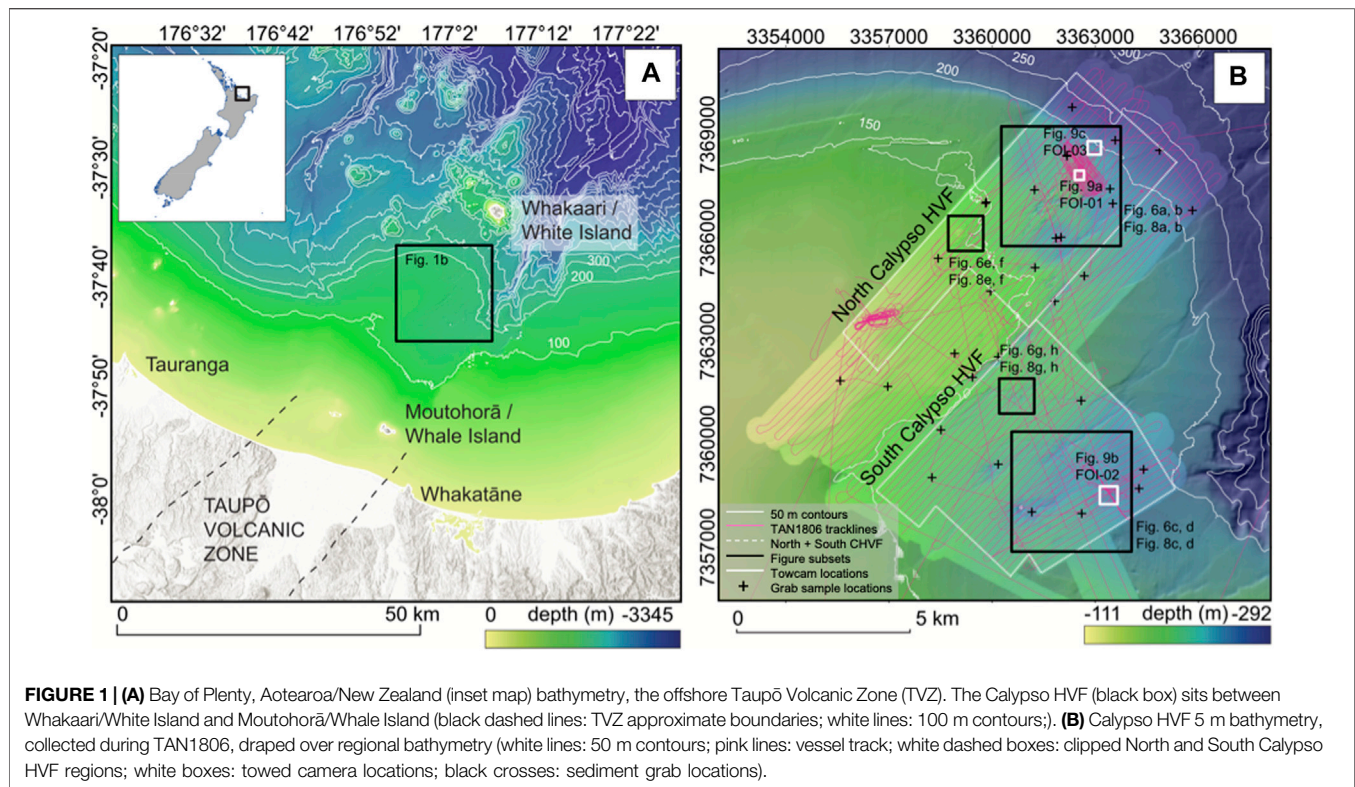 176°32' 176°42' 176°52' 177°2' 177°12' 177°22'
-37°20'
-37°30'
-37°40'
-37°50'
-38°0'
A
Whakaari /
White Island
Fig. 1b
300
200
100
Tauranga
Moutohorā /
Whale Island
TAUPŌ
VOLCANIC
ZONE
Whakatāne
0 50 km
0 depth (m) -3345
3354000 3357000 3360000 3363000 3366000
7369000
7366000
7363000
7360000
7357000
B
300
250
200
150
Fig. 9c
FOI-03
Fig. 9a
FOI-01
Fig. 6a, b
Fig. 8a, b
North Calypso HVF
Fig. 6e, f
Fig. 8e, f
South Calypso HVF
Fig. 6g, h
Fig. 8g, h
Fig. 9b
FOI-02
Fig. 6c, d
Fig. 8c, d
50 m contours
TAN1806 tracklines
North + South CHVF
Figure subsets
Towcam locations
Grab sample locations
0 5 km
-111 depth (m) -292
FIGURE 1 | (A) Bay of Plenty, Aotearoa/New Zealand (inset map) bathymetry, the offshore Taupō Volcanic Zone (TVZ). The Calypso HVF (black box) sits between
Whakaari/White Island and Moutohorā/Whale Island (black dashed lines: TVZ approximate boundaries; white lines: 100 m contours;). (B) Calypso HVF 5 m bathymetry,
collected during TAN1806, draped over regional bathymetry (white lines: 50 m contours; pink lines: vessel track; white dashed boxes: clipped North and South Calypso
HVF regions; white boxes: towed camera locations; black crosses: sediment grab locations).